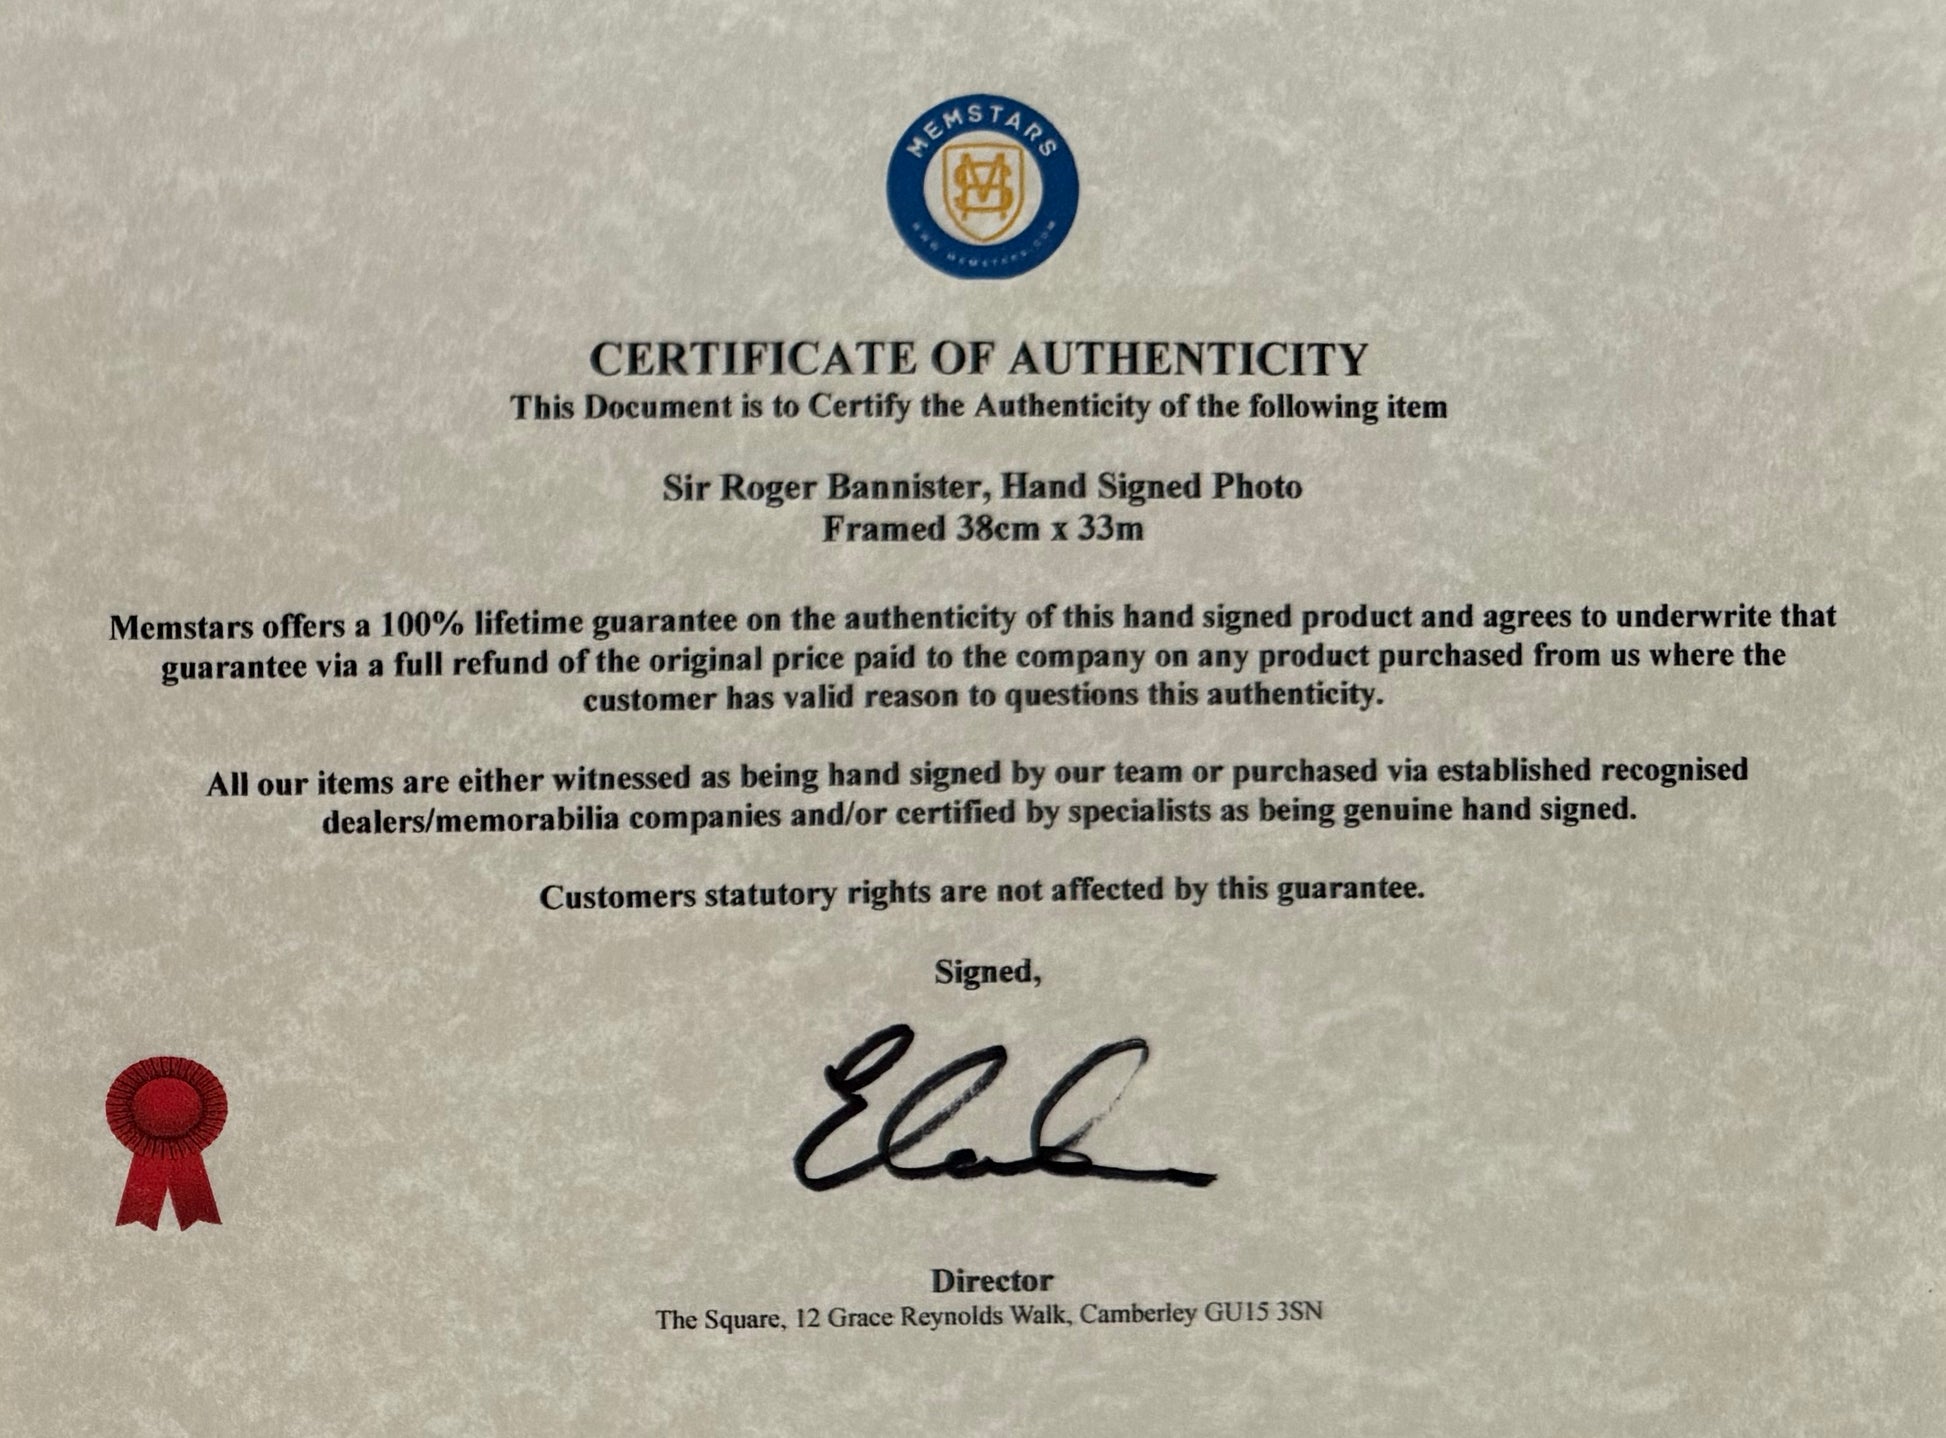 MEMSTARS
WWW.MEMSTARS.COM
CERTIFICATE OF AUTHENTICITY
This Document is to Certify the Authenticity of the following item
Sir Roger Bannister, Hand Signed Photo
Framed 38cm x 33m
Memstars offers a 100% lifetime guarantee on the authenticity of this hand signed product and agrees to underwrite that
guarantee via a full refund of the original price paid to the company on any product purchased from us where the
customer has valid reason to questions this authenticity.
All our items are either witnessed as being hand signed by our team or purchased via established recognised
dealers/memorabilia companies and/or certified by specialists as being genuine hand signed.
Customers statutory rights are not affected by this guarantee.
Signed,
Director
The Square, 12 Grace Reynolds Walk, Camberley GU15 3SN